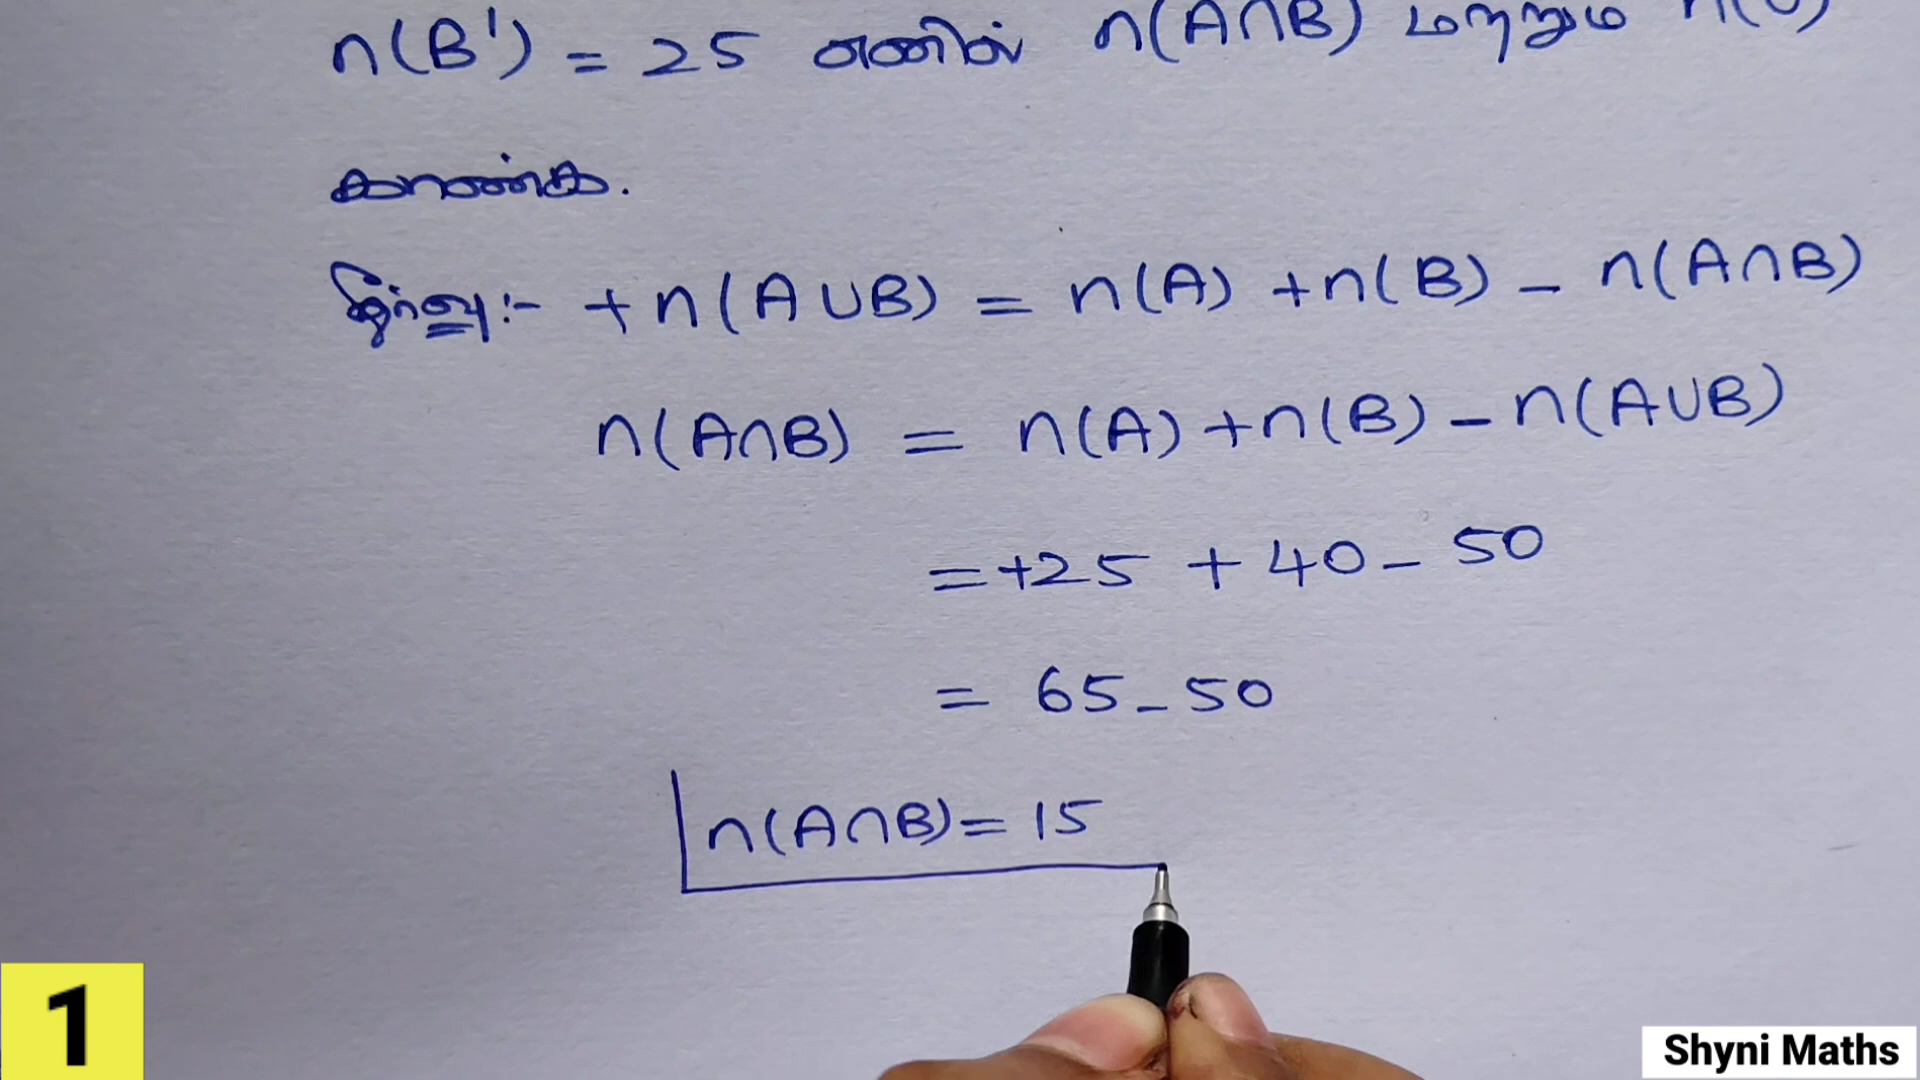 n(B') = 25 எனில் n(A∩B) மற்றும் n(U)
காண்க.
தீர்வு:- + n(A∪B) = n(A) + n(B) - n(A∩B)
n(A∩B) = n(A) + n(B) - n(A∪B)
= +25 + 40 - 50
= 65 - 50
n(A∩B) = 15
1
Shyni Maths